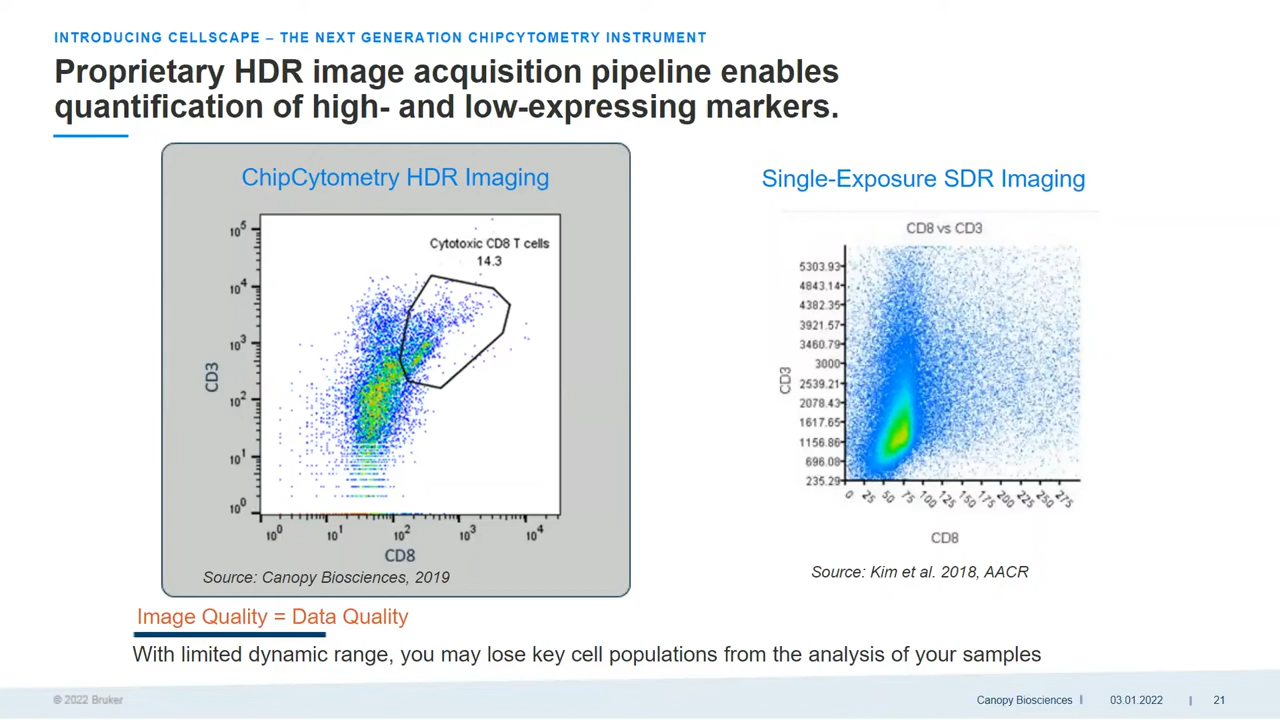 INTRODUCING CELLSCAPE – THE NEXT GENERATION CHIPCYTOMETRY INSTRUMENT
Proprietary HDR image acquisition pipeline enables
quantification of high- and low-expressing markers.
ChipCytometry HDR Imaging
Cytotoxic CD8 T cells
14.3
10^5
10^4
10^3
10^2
10^1
10^0
CD3
10^0 10^1 10^2 10^3 10^4
CD8
Source: Canopy Biosciences, 2019
Single-Exposure SDR Imaging
CD8 vs CD3
5303.93
4843.14
4382.35
3921.57
3460.79
3000
2539.21
2078.43
1617.65
1156.86
696.08
235.29
CD3
0 25 50 75 100 125 150 175 200 225 250 275
CD8
Source: Kim et al. 2018, AACR
Image Quality = Data Quality
With limited dynamic range, you may lose key cell populations from the analysis of your samples
© 2022 Bruker
Canopy Biosciences | 03.01.2022 | 21